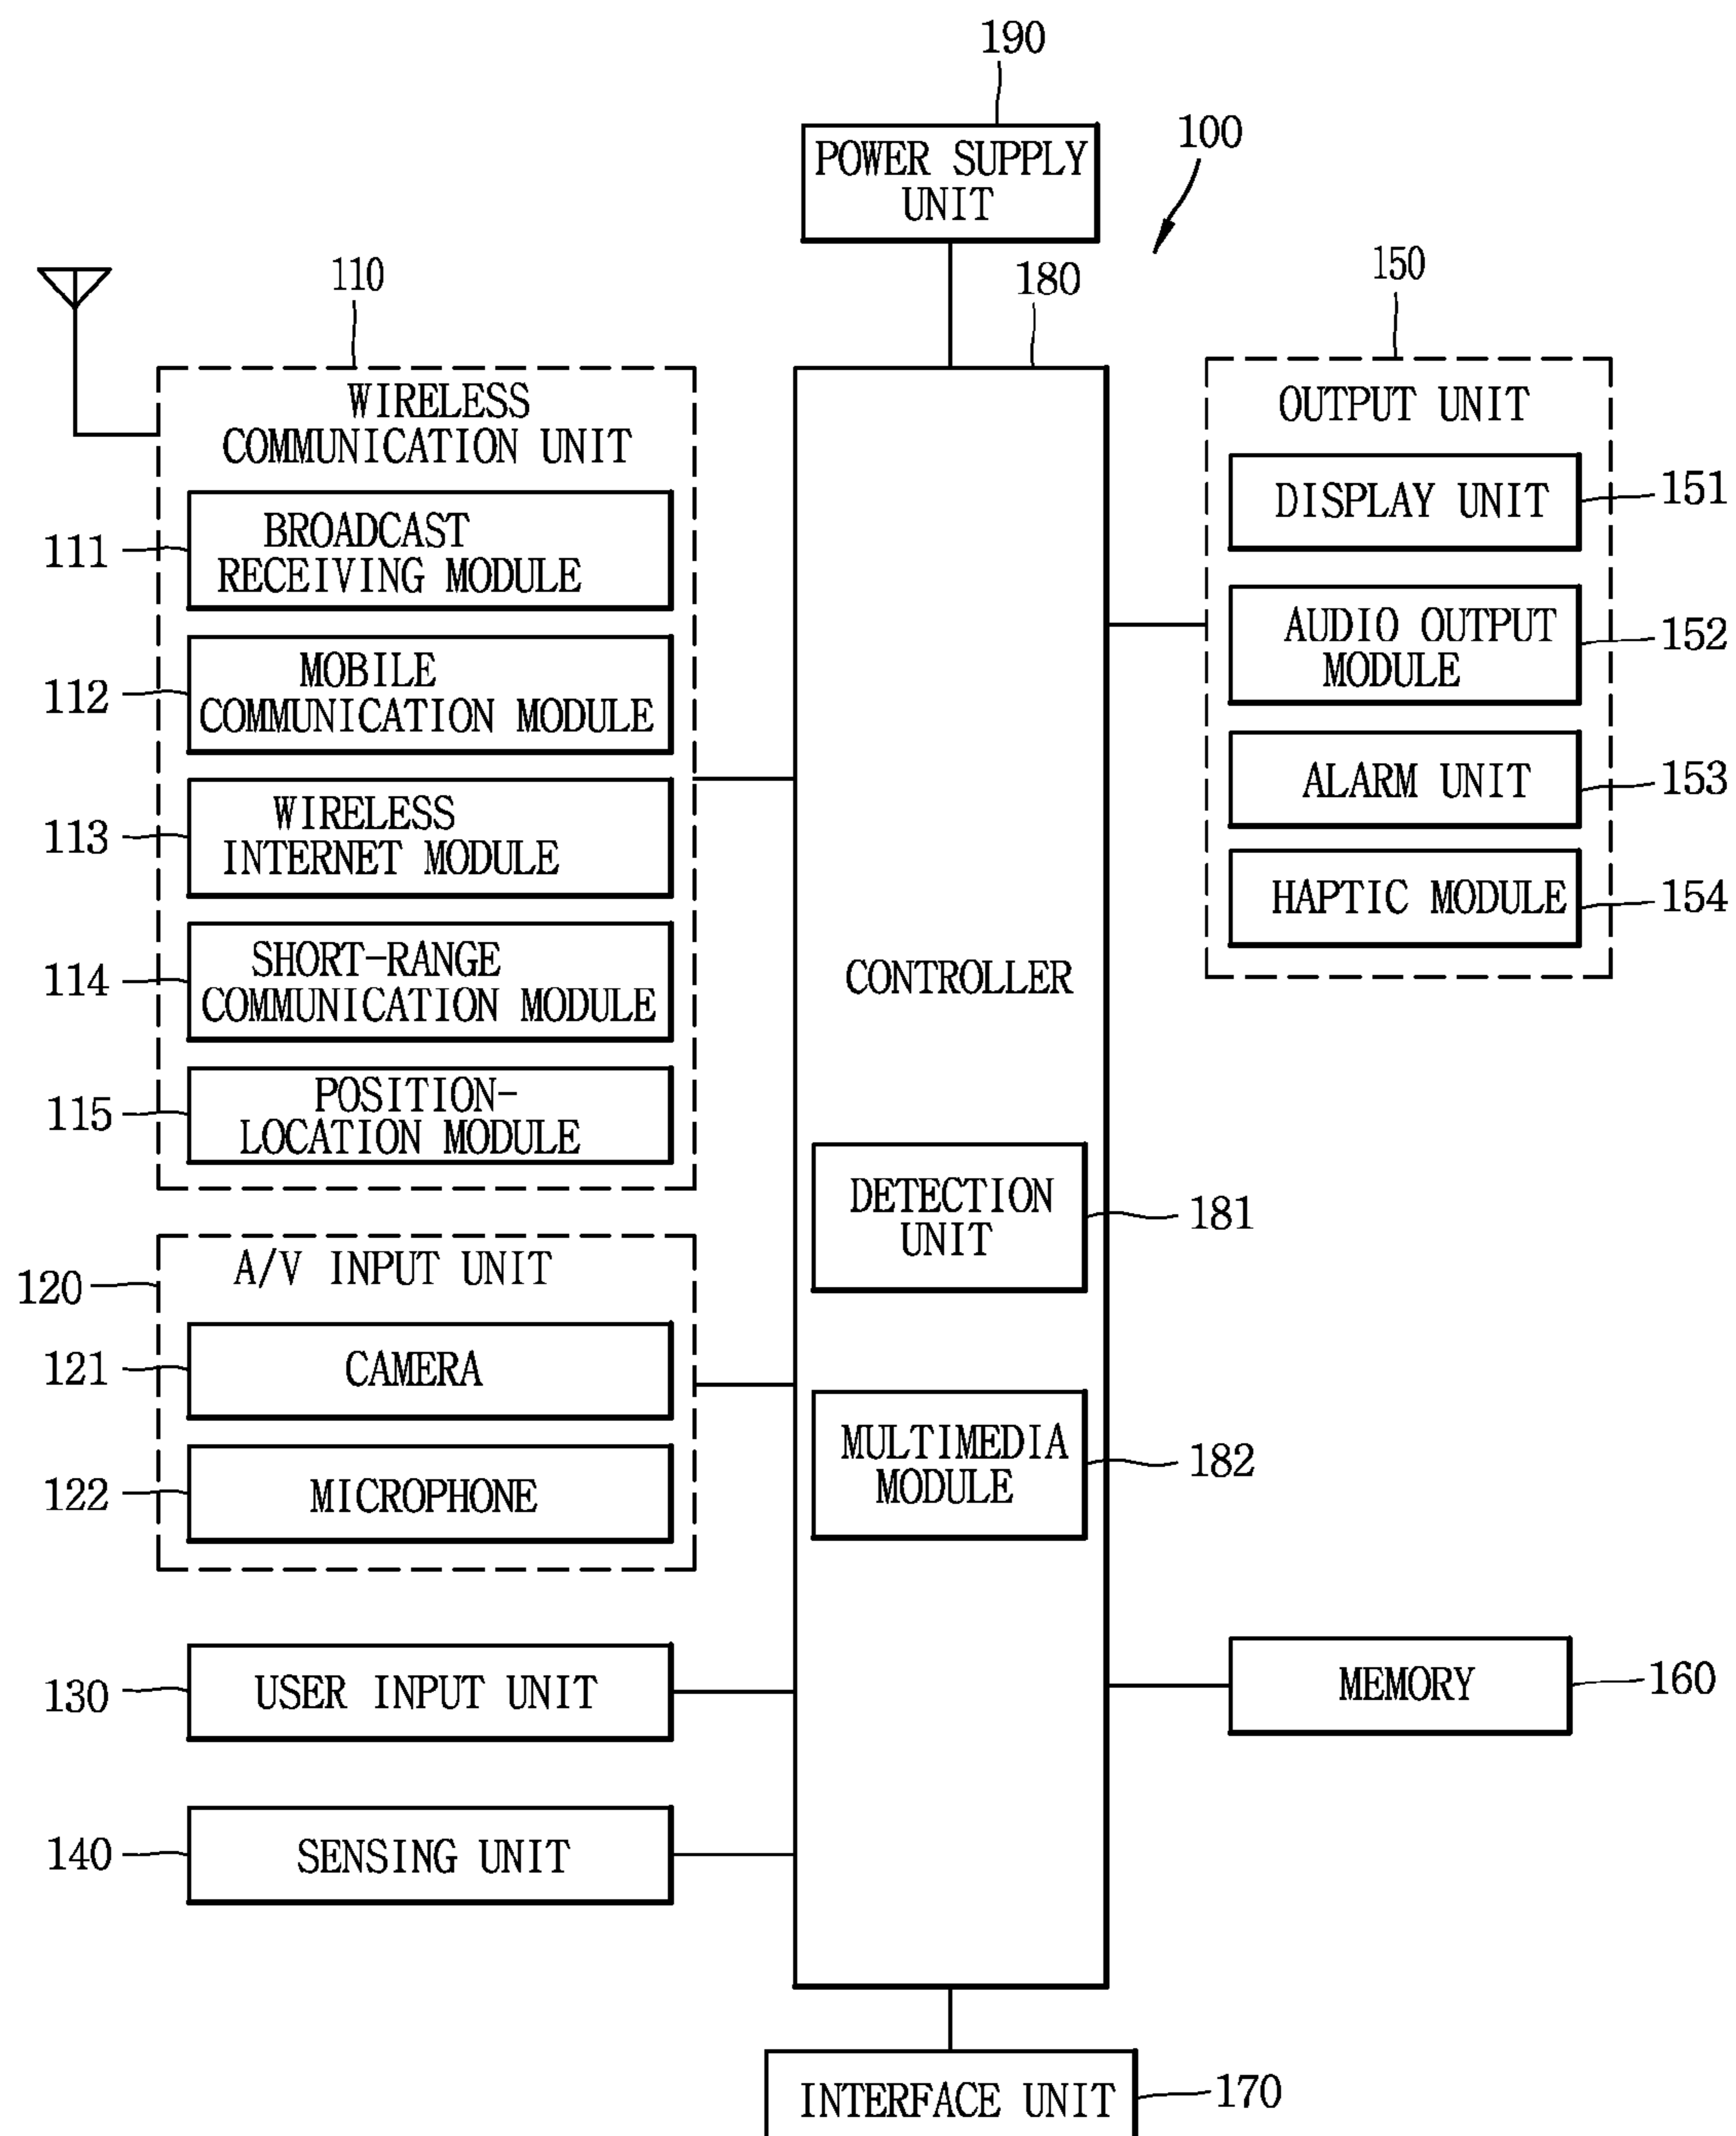 190
POWER SUPPLY
UNIT
100
180
110
WIRELESS
COMMUNICATION UNIT
111
BROADCAST
RECEIVING MODULE
112
MOBILE
COMMUNICATION MODULE
113
WIRELESS
INTERNET MODULE
114
SHORT-RANGE
COMMUNICATION MODULE
115
POSITION-
LOCATION MODULE
120
A/V INPUT UNIT
121
CAMERA
122
MICROPHONE
130
USER INPUT UNIT
140
SENSING UNIT
CONTROLLER
DETECTION
UNIT
181
MULTIMEDIA
MODULE
182
150
OUTPUT UNIT
DISPLAY UNIT
151
AUDIO OUTPUT
MODULE
152
ALARM UNIT
153
HAPTIC MODULE
154
MEMORY
160
INTERFACE UNIT
170